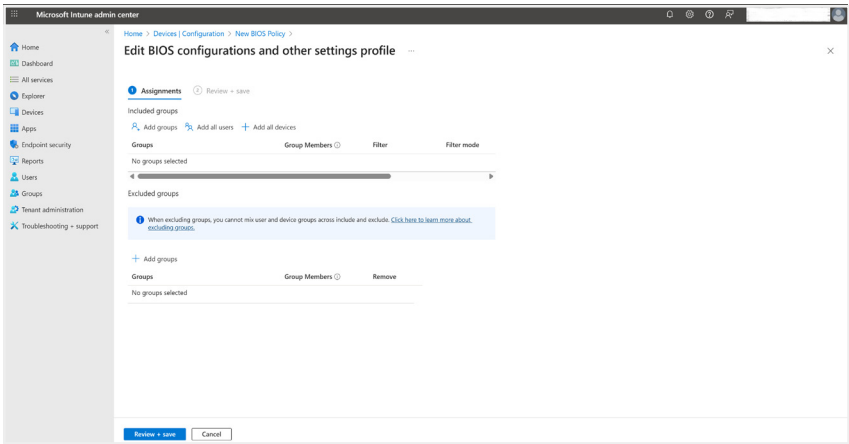 Microsoft Intune admin center
«
Home > Devices | Configuration > New BIOS Policy >
Edit BIOS configurations and other settings profile ...
Home
Dashboard
All services
Explorer
Devices
Apps
Endpoint security
Reports
Users
Groups
Tenant administration
Troubleshooting + support
1 Assignments 2 Review + save
Included groups
Add groups Add all users + Add all devices
Groups Group Members Filter Filter mode
No groups selected
Excluded groups
When excluding groups, you cannot mix user and device groups across include and exclude. Click here to learn more about
excluding groups.
+ Add groups
Groups Group Members Remove
No groups selected
Review + save Cancel